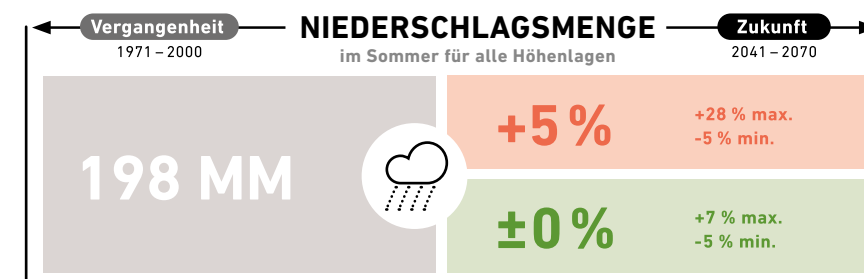 Vergangenheit
1971 – 2000
NIEDERSCHLAGSMENGE
im Sommer für alle Höhenlagen
Zukunft
2041 – 2070
198 MM
+5 %
+28 % max.
-5 % min.
±0 %
+7 % max.
-5 % min.